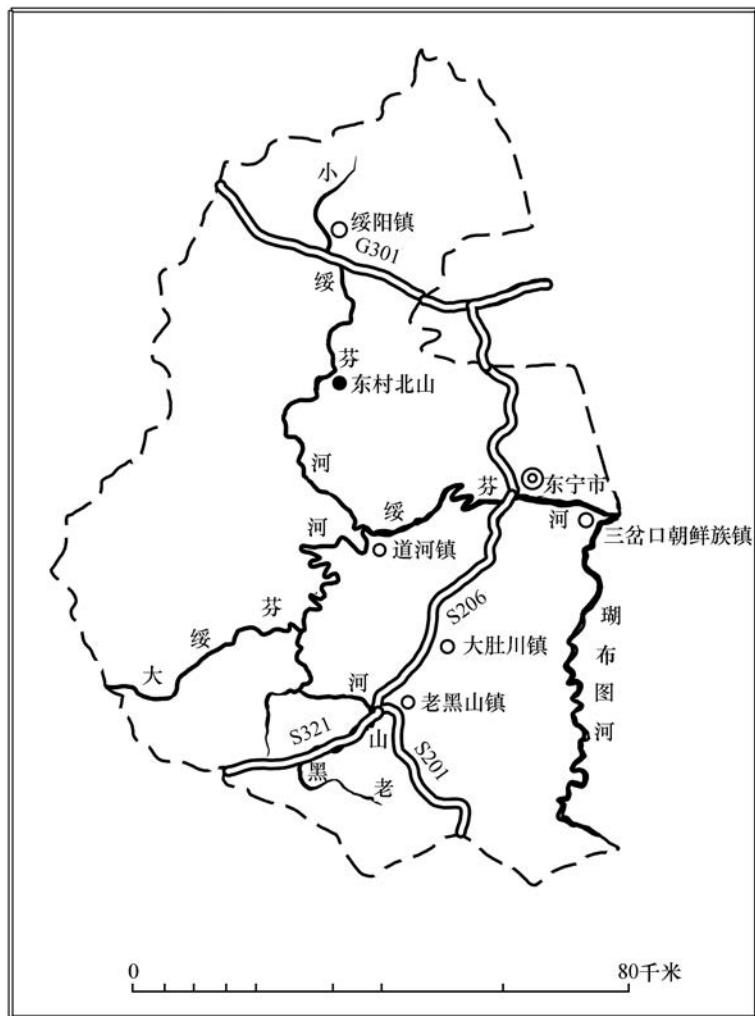 小
绥阳镇
G301
绥
芬
东村北山
河
绥
芬
东宁市
河
三岔口朝鲜族镇
河
道河镇
芬
S206
瑚
布
图
河
绥
大肚川镇
大
河
老黑山镇
S321
山
S201
黑
老
0
80千米